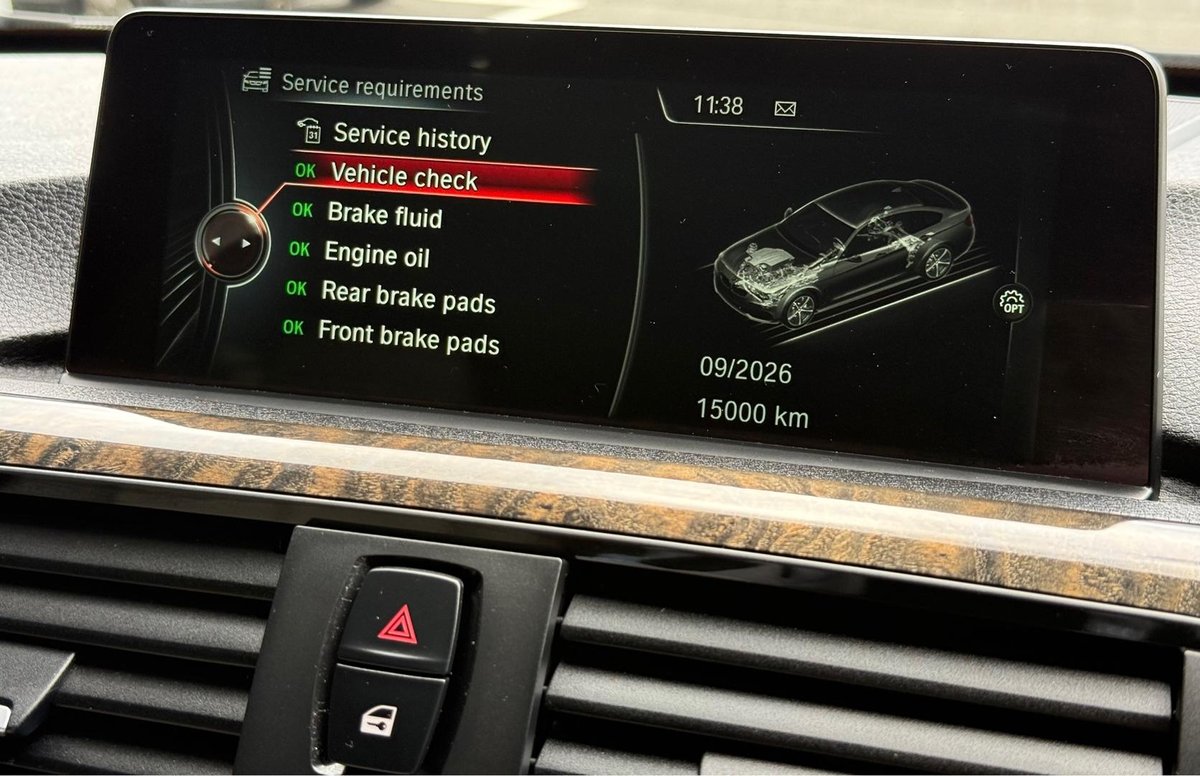 Service requirements
11:38
31 Service history
OK Vehicle check
OK Brake fluid
OK Engine oil
OK Rear brake pads
OK Front brake pads
OPT
09/2026
15000 km